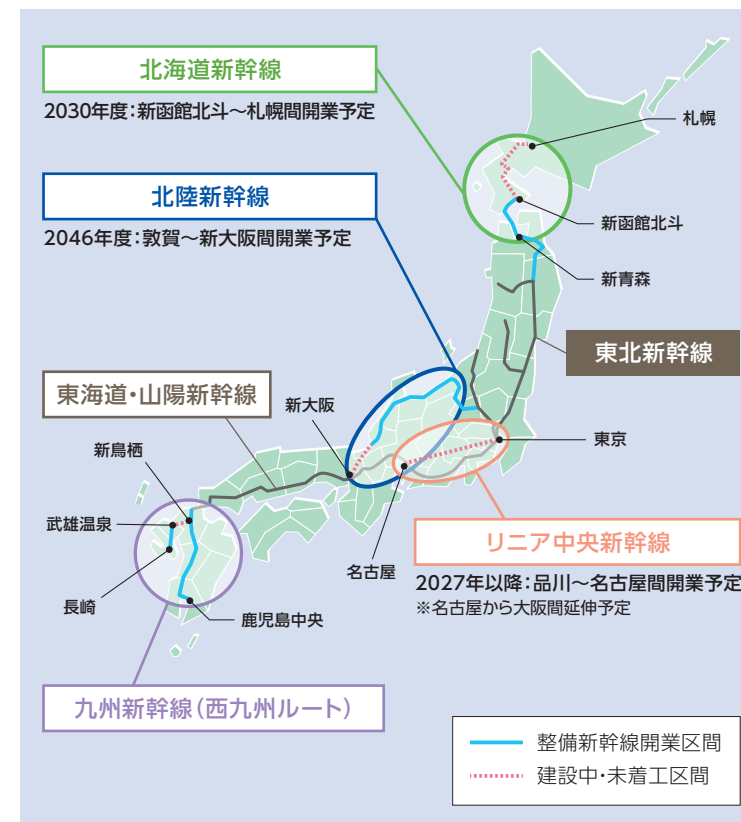 北海道新幹線
2030年度：新函館北斗～札幌間開業予定
札幌
北陸新幹線
2046年度：敦賀～新大阪間開業予定
新函館北斗
新青森
東北新幹線
東海道・山陽新幹線
新大阪
東京
新鳥栖
武雄温泉
リニア中央新幹線
名古屋
2027年以降：品川～名古屋間開業予定
※名古屋から大阪間延伸予定
長崎
鹿児島中央
九州新幹線（西九州ルート）
整備新幹線開業区間
建設中・未着工区間